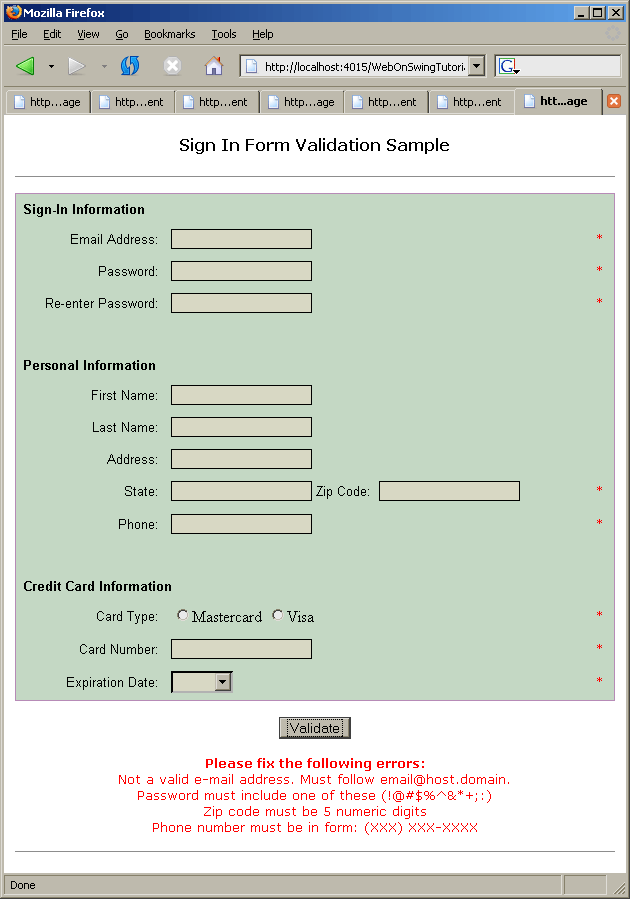 Mozilla Firefox
File Edit View Go Bookmarks Tools Help
http://localhost:4015/WebOnSwingTutoria
G
http...age http...ent http...ent http...age http...ent http...ent htt...age
Sign In Form Validation Sample
Sign-In Information
Email Address: *
Password: *
Re-enter Password: *
Personal Information
First Name:
Last Name:
Address:
State: Zip Code: *
Phone: *
Credit Card Information
Card Type: Mastercard Visa *
Card Number: *
Expiration Date: *
Validate
Please fix the following errors:
Not a valid e-mail address. Must follow email@host.domain.
Password must include one of these (!@#$%^&*+;:)
Zip code must be 5 numeric digits
Phone number must be in form: (XXX) XXX-XXXX
Done